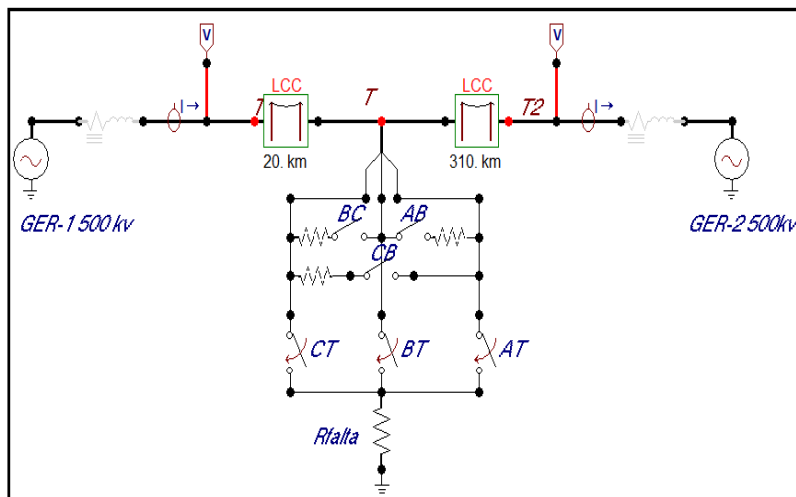 V
V
I →
LCC
T
T
LCC
T2
I →
20. km
310. km
GER-1 500 kv
GER-2 500kv
BC
AB
CB
CT
BT
AT
Rfalta